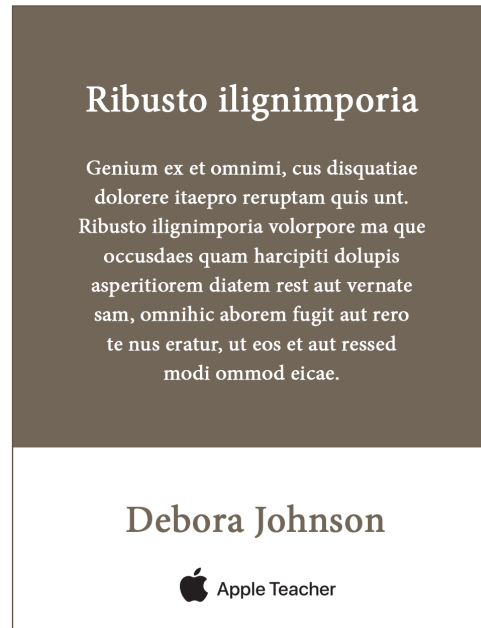 Ribusto ilignimporia
Genium ex et omnimi, cus disquatiae
dolorere itaepro reruptam quis unt.
Ribusto ilignimporia volorpore ma que
occusdaes quam harcipiti dolupis
asperitiorem diatem rest aut vernate
sam, omnihic aborem fugit aut rero
te nus eratur, ut eos et aut ressed
modi ommod eicae.
Debora Johnson
Apple Teacher